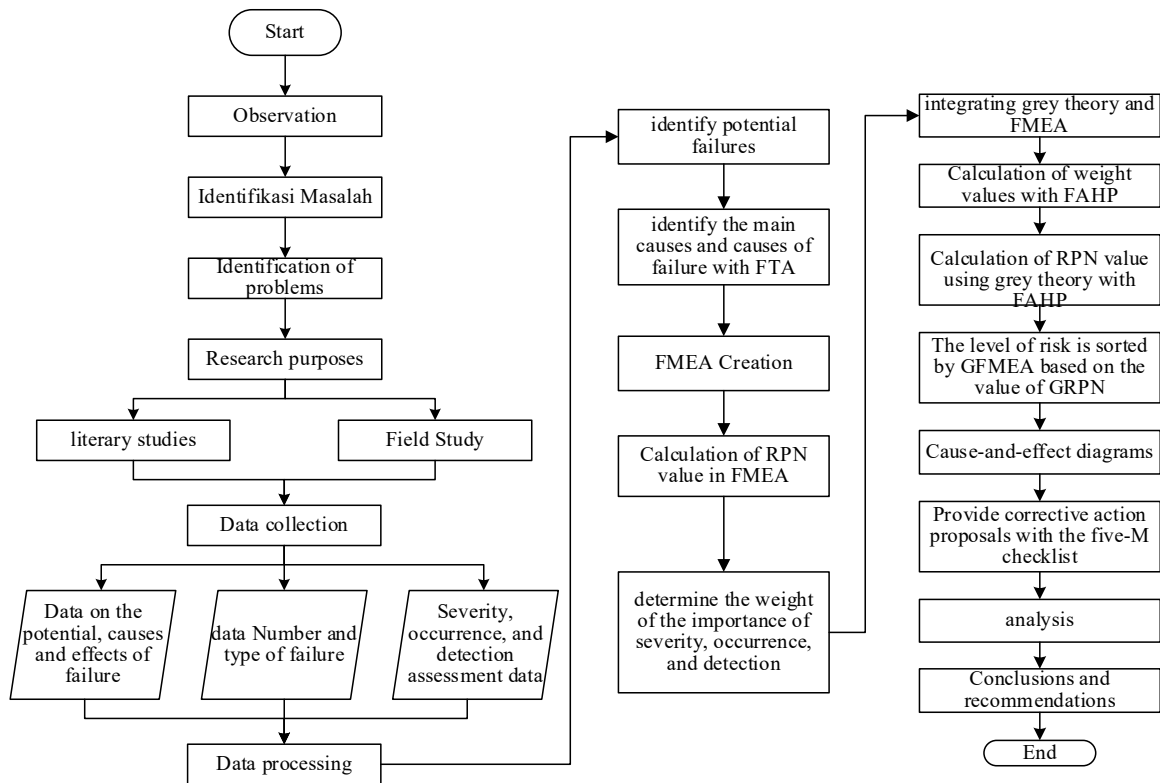 Start
Observation
Identifikasi Masalah
Identification of
problems
Research purposes
literary studies
Field Study
Data collection
Data on the
potential, causes
and effects of
failure
data Number and
type of failure
Severity,
occurrence, and
detection
assessment data
Data processing
identify potential
failures
identify the main
causes and causes of
failure with FTA
FMEA Creation
Calculation of RPN
value in FMEA
determine the weight
of the importance of
severity, occurrence,
and detection
integrating grey theory and
FMEA
Calculation of weight
values with FAHP
Calculation of RPN value
using grey theory with
FAHP
The level of risk is sorted
by GFMEA based on the
value of GRPN
Cause-and-effect diagrams
Provide corrective action
proposals with the five-M
checklist
analysis
Conclusions and
recommendations
End